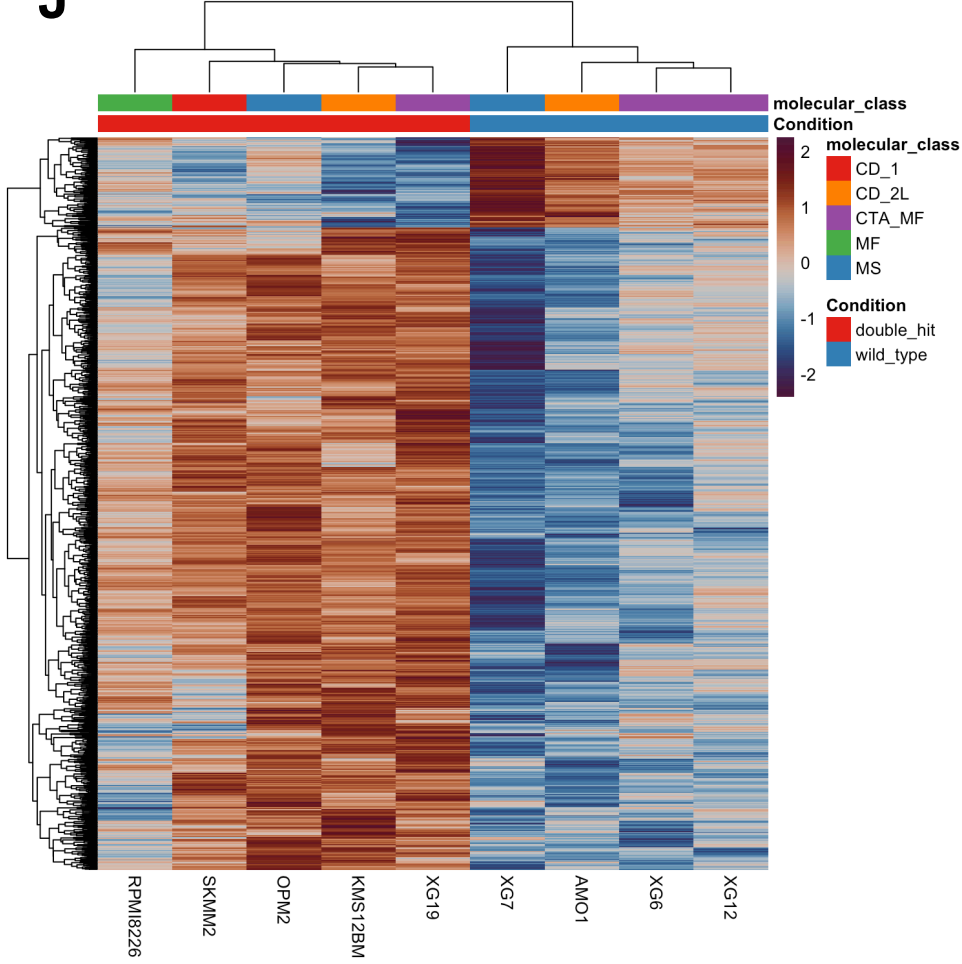 J
molecular_class
Condition
2
1
0
-1
-2
molecular_class
CD_1
CD_2L
CTA_MF
MF
MS
Condition
double_hit
wild_type
RPMI8226
SKMM2
OPM2
KMS12BM
XG19
XG7
AMO1
XG6
XG12